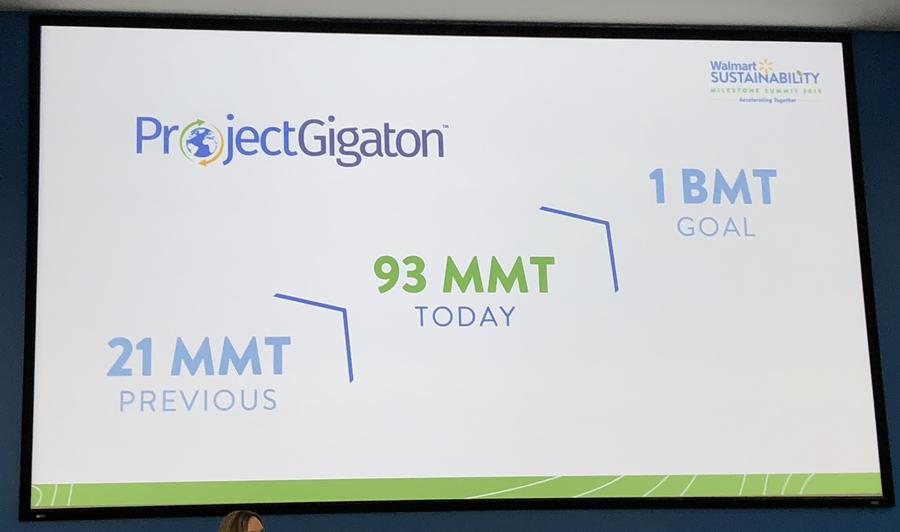 Walmart
SUSTAINABILITY
MILESTONE SUMMIT 2019
Accelerating Together
ProjectGigaton™
1 BMT
GOAL
93 MMT
TODAY
21 MMT
PREVIOUS